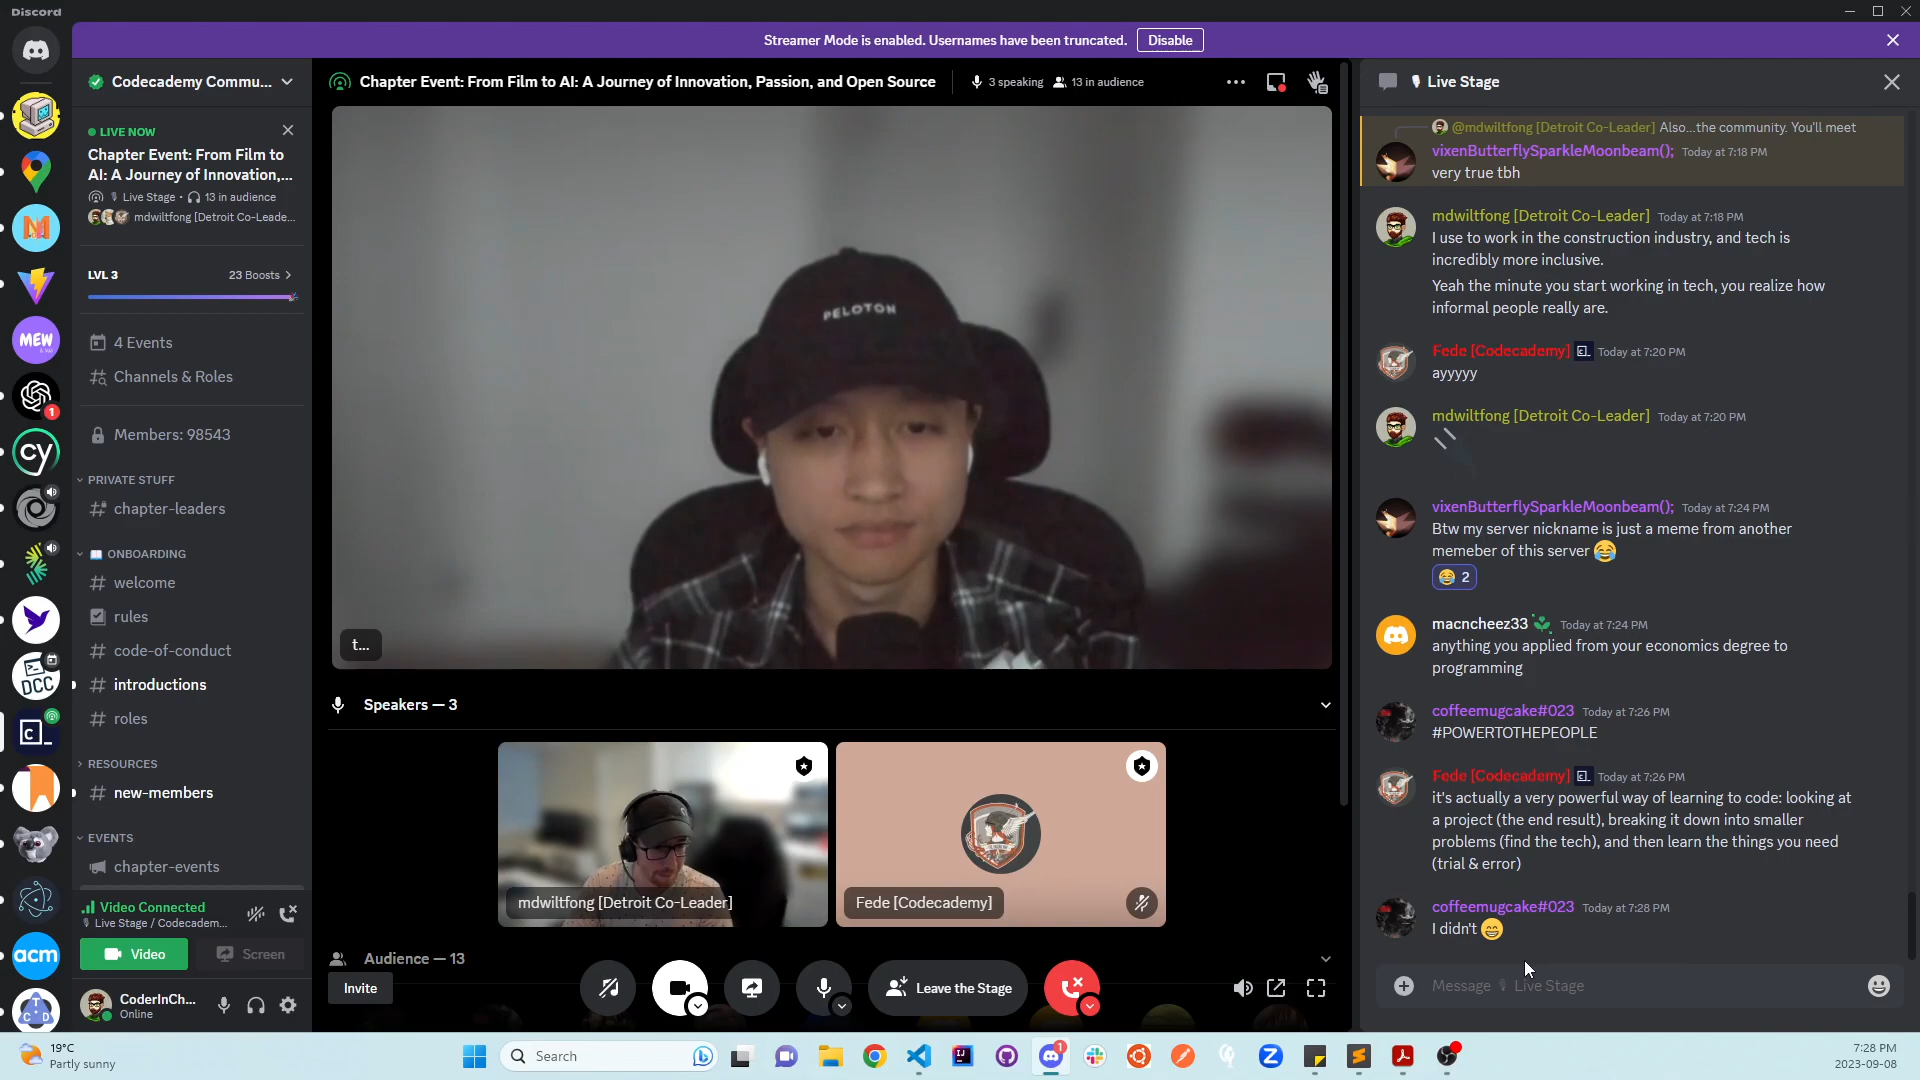 Discord
Streamer Mode is enabled. Usernames have been truncated.
Disable
Codecademy Commu...
LIVE NOW
Chapter Event: From Film to
AI: A Journey of Innovation,...
Live Stage • 13 in audience
mdwiltfong [Detroit Co-Leade...
LVL 3
23 Boosts
4 Events
Channels & Roles
Members: 98543
PRIVATE STUFF
chapter-leaders
ONBOARDING
welcome
rules
code-of-conduct
introductions
roles
RESOURCES
new-members
EVENTS
chapter-events
Video Connected
Live Stage / Codecadem...
Video
Screen
CoderInCh...
Online
MEW
1
cy
DCC
acm
Chapter Event: From Film to AI: A Journey of Innovation, Passion, and Open Source
3 speaking
13 in audience
PELOTON
t...
Speakers — 3
mdwiltfong [Detroit Co-Leader]
Fede [Codecademy]
Audience — 13
Invite
Leave the Stage
Live Stage
@mdwiltfong [Detroit Co-Leader] Also...the community. You'll meet
vixenButterflySparkleMoonbeam(); Today at 7:18 PM
very true tbh
mdwiltfong [Detroit Co-Leader] Today at 7:18 PM
I use to work in the construction industry, and tech is
incredibly more inclusive.
Yeah the minute you start working in tech, you realize how
informal people really are.
Fede [Codecademy] Today at 7:20 PM
ayyyyy
mdwiltfong [Detroit Co-Leader] Today at 7:20 PM
vixenButterflySparkleMoonbeam(); Today at 7:24 PM
Btw my server nickname is just a meme from another
memeber of this server 😂
😂 2
macncheez33 Today at 7:24 PM
anything you applied from your economics degree to
programming
coffeemugcake#023 Today at 7:26 PM
#POWERTOTHEPEOPLE
Fede [Codecademy] Today at 7:26 PM
it's actually a very powerful way of learning to code: looking at
a project (the end result), breaking it down into smaller
problems (find the tech), and then learn the things you need
(trial & error)
coffeemugcake#023 Today at 7:28 PM
I didn't 😄
Message Live Stage
19°C
Partly sunny
Search
1
7:28 PM
2023-09-08